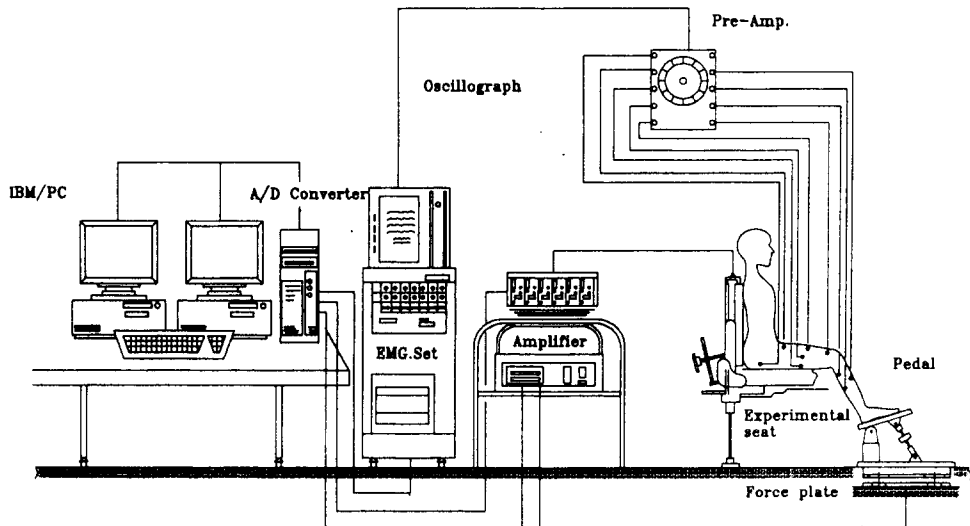 Pre-Amp.
Oscillograph
IBM/PC
A/D Converter
EMG.Set
Amplifier
Pedal
Experimental
seat
Force plate